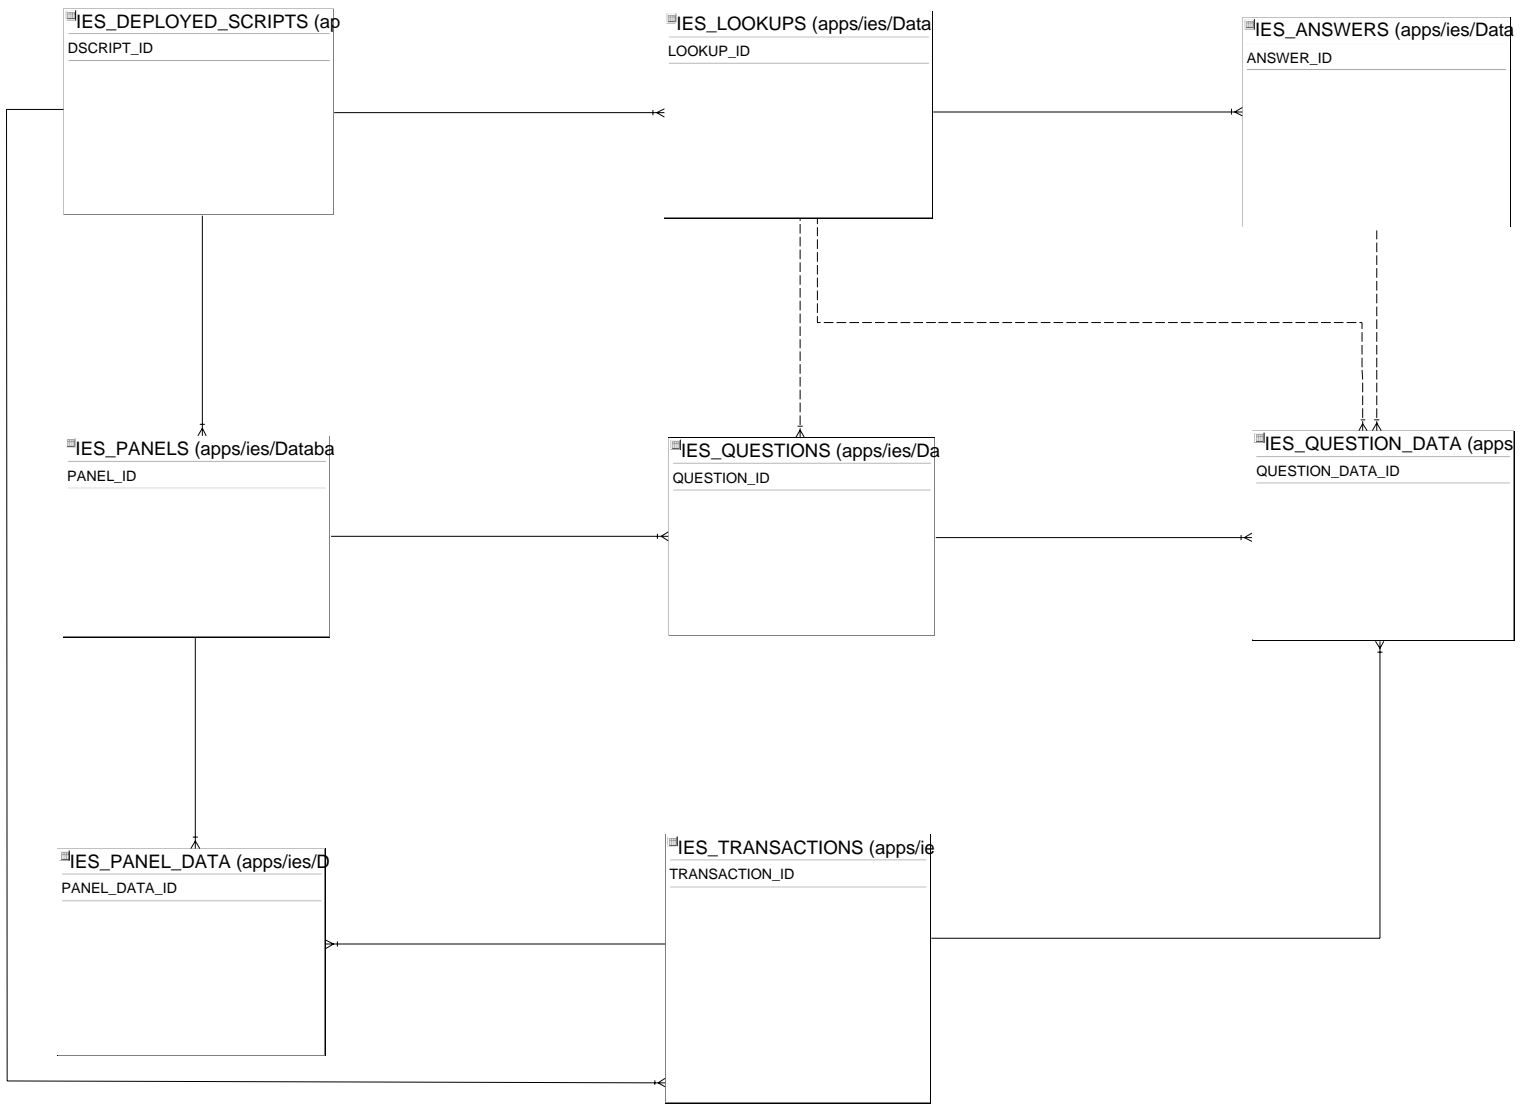 IES_DEPLOYED_SCRIPTS (ap
DSCRIPT_ID
IES_LOOKUPS (apps/ies/Data
LOOKUP_ID
IES_ANSWERS (apps/ies/Data
ANSWER_ID
IES_PANELS (apps/ies/Databa
PANEL_ID
IES_QUESTIONS (apps/ies/Da
QUESTION_ID
IES_QUESTION_DATA (apps
QUESTION_DATA_ID
IES_PANEL_DATA (apps/ies/D
PANEL_DATA_ID
IES_TRANSACTIONS (apps/ie
TRANSACTION_ID